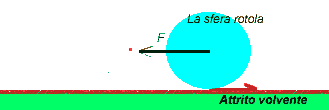 La sfera rotola
F
Attrito volvente